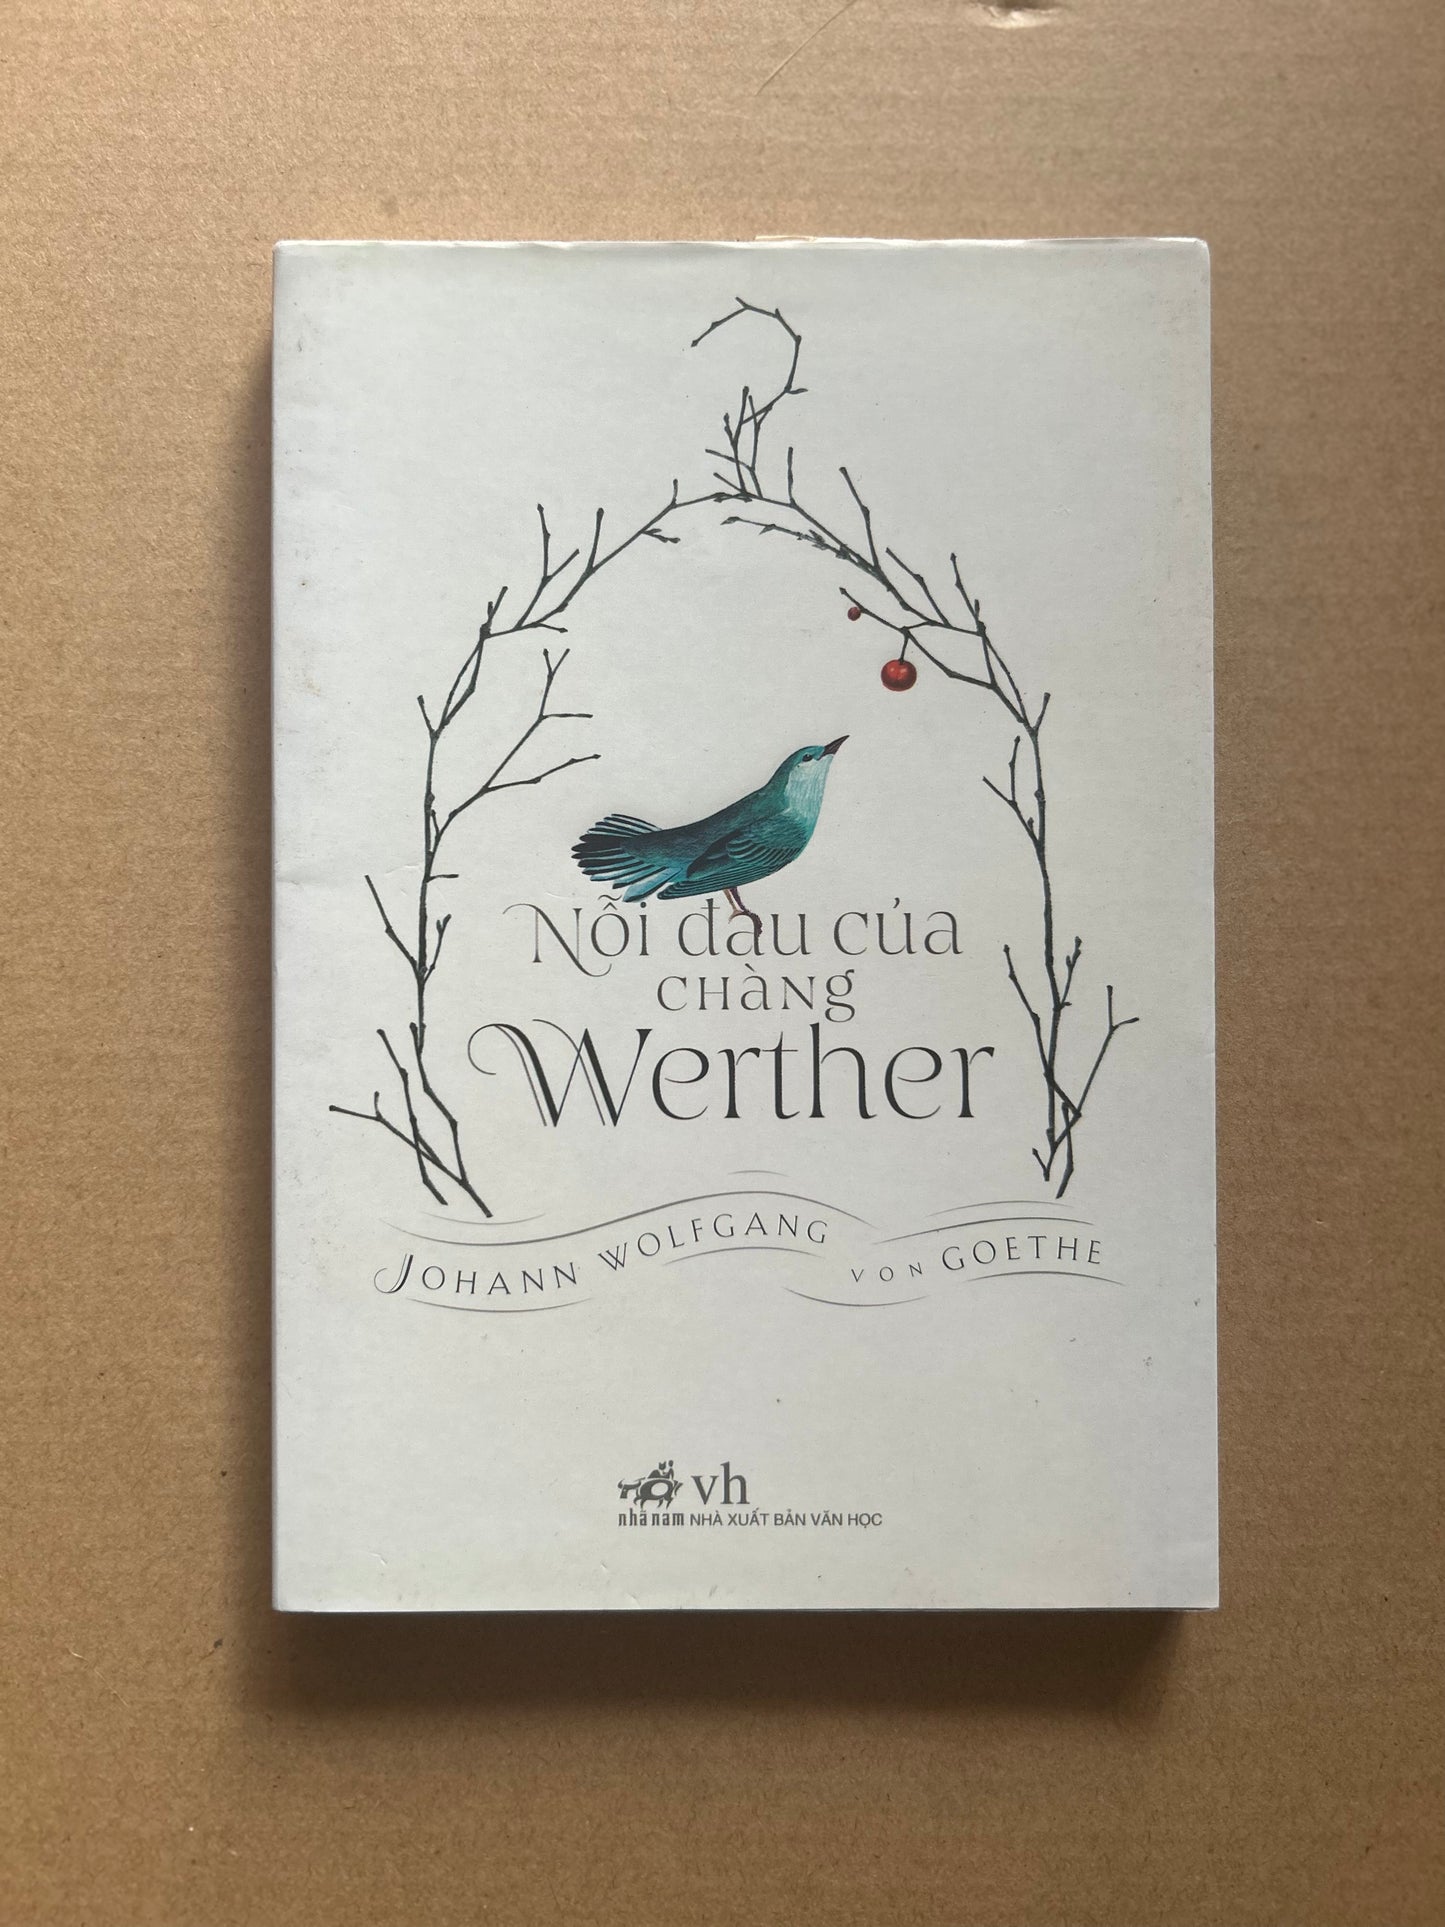 Nỗi đau của
CHàNg
Werther
JOHANN WOLFGANG VON GOETHE
vh
nhã nam NHÀ XUẤT BẢN VĂN HỌC